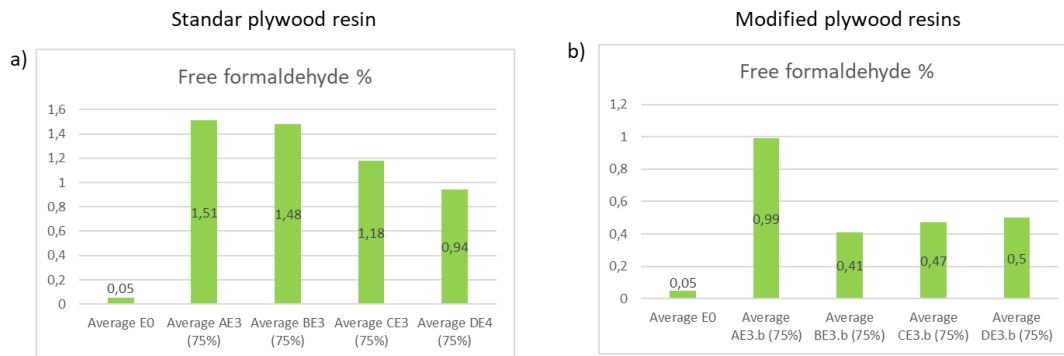 Standar plywood resin
a)
Free formaldehyde %
1,6
1,4
1,2
1
0,8
0,6
0,4
0,2
0
0,05
1,51
1,48
1,18
0,94
Average E0
Average AE3
(75%)
Average BE3
(75%)
Average CE3
(75%)
Average DE4
(75%)
Modified plywood resins
b)
Free formaldehyde %
1,2
1
0,8
0,6
0,4
0,2
0
0,05
0,99
0,41
0,47
0,5
Average E0
Average
AE3.b (75%)
Average
BE3.b (75%)
Average
CE3.b (75%)
Average
DE3.b (75%)